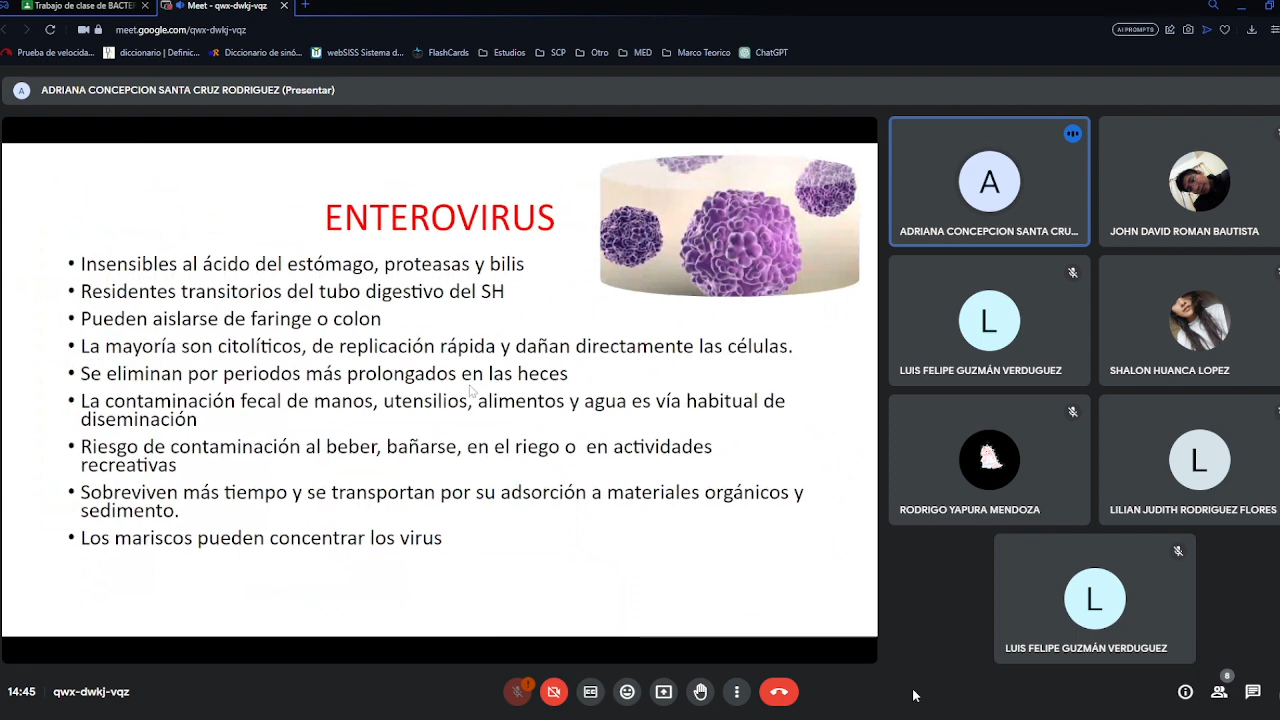 Trabajo de clase de BACTER
Meet - qwx-dwkj-vqz
meet.google.com/qwx-dwkj-vqz
AI PROMPTS
Prueba de velocida...
diccionario | Definic...
Diccionario de sinó...
webSISS Sistema d...
FlashCards
Estudios
SCP
Otro
MED
Marco Teorico
ChatGPT
A
ADRIANA CONCEPCION SANTA CRUZ RODRIGUEZ (Presentar)
ENTEROVIRUS
• Insensibles al ácido del estómago, proteasas y bilis
• Residentes transitorios del tubo digestivo del SH
• Pueden aislarse de faringe o colon
• La mayoría son citolíticos, de replicación rápida y dañan directamente las células.
• Se eliminan por periodos más prolongados en las heces
• La contaminación fecal de manos, utensilios, alimentos y agua es vía habitual de
diseminación
• Riesgo de contaminación al beber, bañarse, en el riego o en actividades
recreativas
• Sobreviven más tiempo y se transportan por su adsorción a materiales orgánicos y
sedimento.
• Los mariscos pueden concentrar los virus
A
ADRIANA CONCEPCION SANTA CRU...
JOHN DAVID ROMAN BAUTISTA
L
LUIS FELIPE GUZMÁN VERDUGUEZ
SHALON HUANCA LOPEZ
RODRIGO YAPURA MENDOZA
L
LILIAN JUDITH RODRIGUEZ FLORES
L
LUIS FELIPE GUZMÁN VERDUGUEZ
14:45
qwx-dwkj-vqz
8